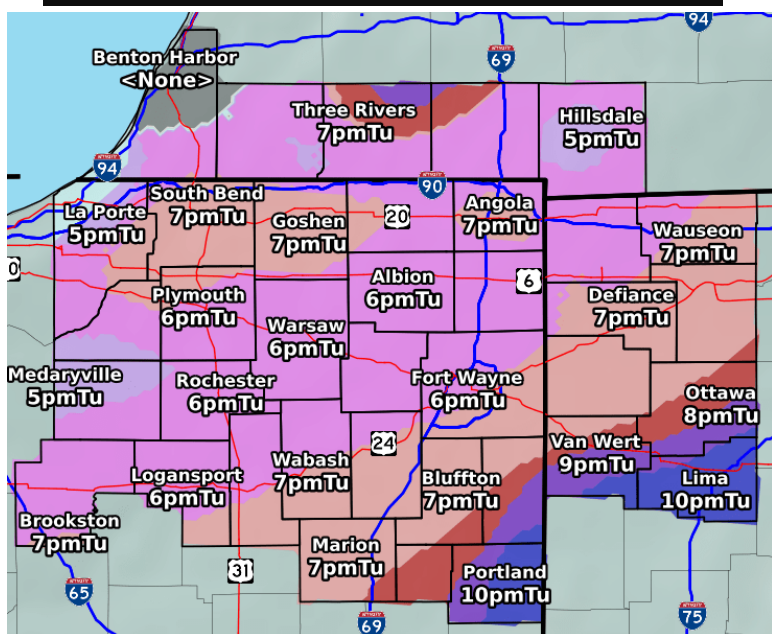 94
Benton Harbor
<None>
69
Three Rivers
7pmTu
Hillsdale
5pmTu
94
90
South Bend
7pmTu
La Porte
5pmTu
Goshen
7pmTu
20
Angola
7pmTu
Wauseon
7pmTu
0
Albion
6pmTu
6
Plymouth
6pmTu
Defiance
7pmTu
Warsaw
6pmTu
Medaryville
5pmTu
Rochester
6pmTu
Fort Wayne
6pmTu
Ottawa
8pmTu
24
Van Wert
9pmTu
Wabash
7pmTu
Logansport
6pmTu
Bluffton
7pmTu
Lima
10pmTu
Brookston
7pmTu
Marion
7pmTu
Portland
10pmTu
31
65
69
75